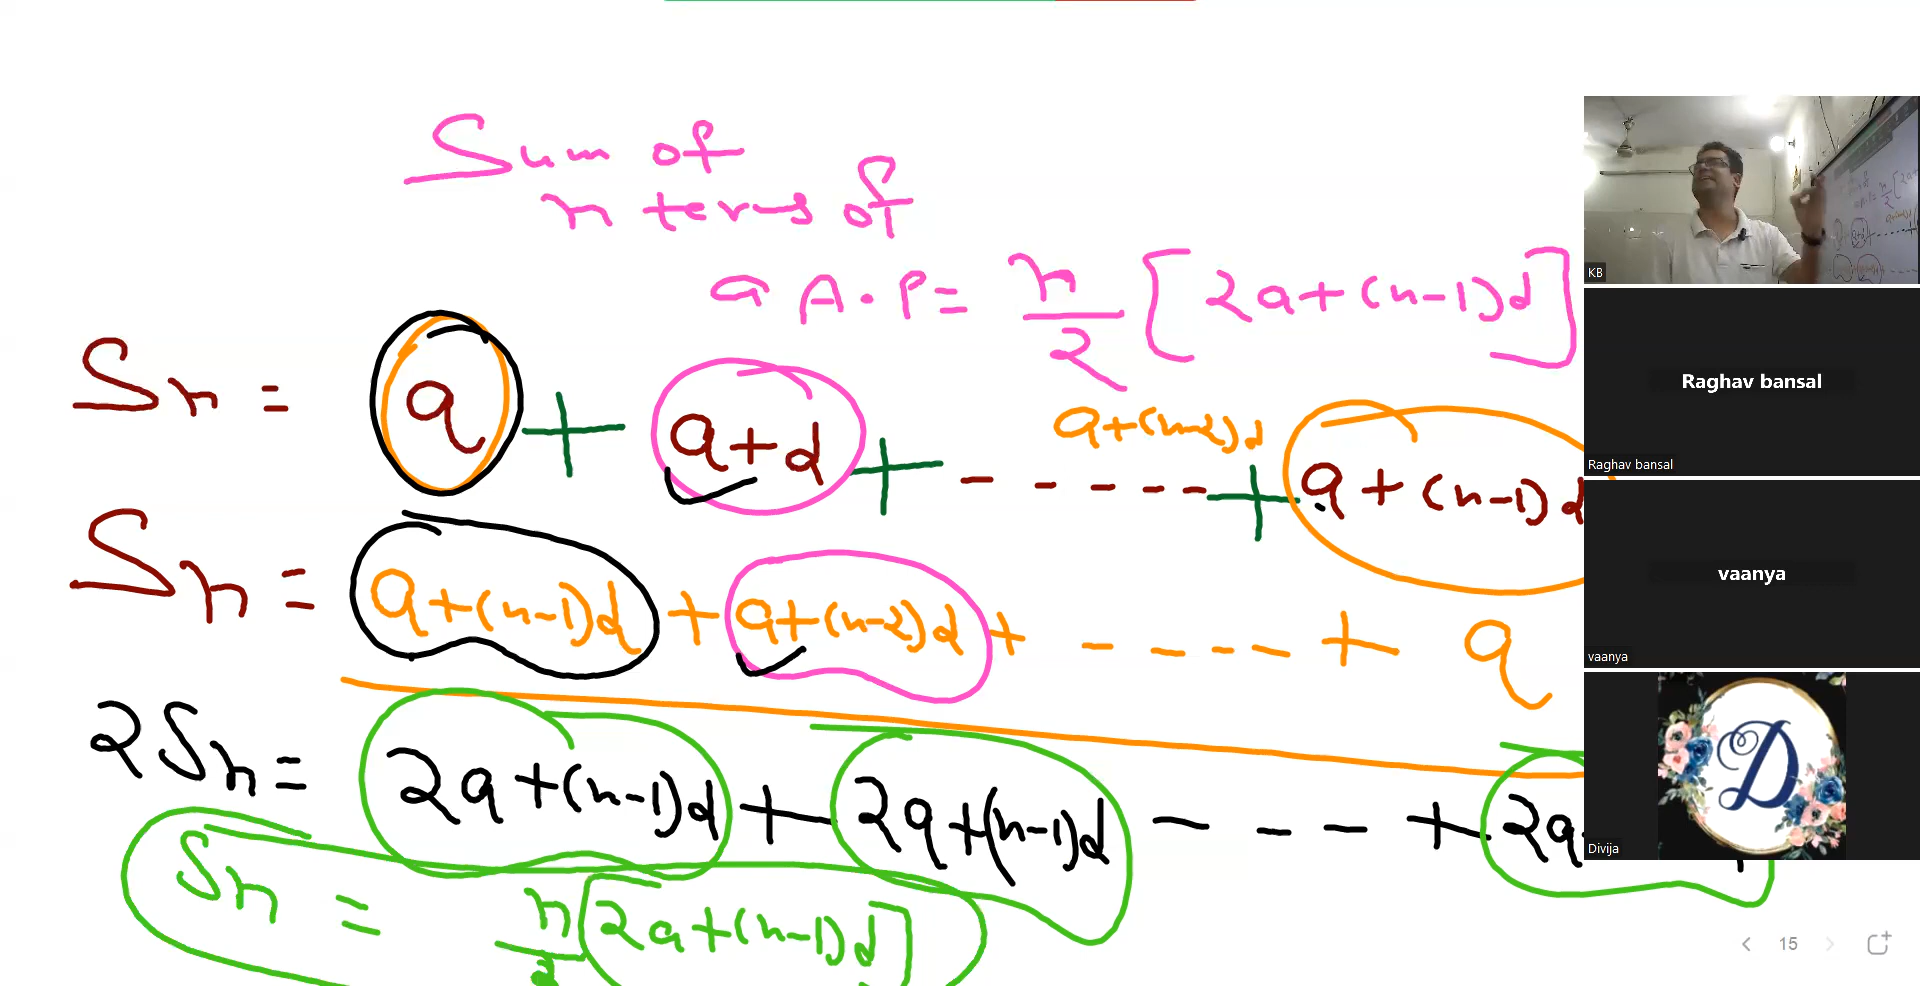 Sum of
n terms of
a A.P = n/2 [2a+(n-1)d]
Sn = a + a+d + - - - - - a+(n-2)d + a+(n-1)d
Sn = a+(n-1)d + a+(n-2)d + - - - - + a
2Sn = 2a+(n-1)d + 2a+(n-1)d - - - + 2a
Sn = n/2 [2a+(n-1)d]
KB
Raghav bansal
Raghav bansal
vaanya
vaanya
D
Divija
15